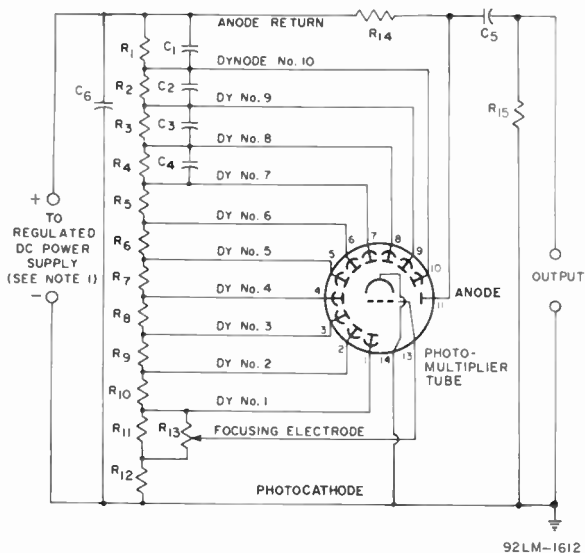 ANODE RETURN
R14
C5
R1
C1
DYNODE No. 10
R2
C2
DY No. 9
C6
R3
C3
DY No. 8
R15
R4
C4
DY No. 7
R5
+
TO
REGULATED
DC POWER
SUPPLY
(SEE NOTE 1)
−
DY No. 6
R6
DY No. 5
R7
DY No. 4
R8
DY No. 3
R9
DY No. 2
R10
DY No. 1
R11
R13
FOCUSING ELECTRODE
R12
PHOTOCATHODE
1
2
3
4
5
6
7
8
9
10
11
13
14
ANODE
PHOTO-
MULTIPLIER
TUBE
OUTPUT
92LM-1612